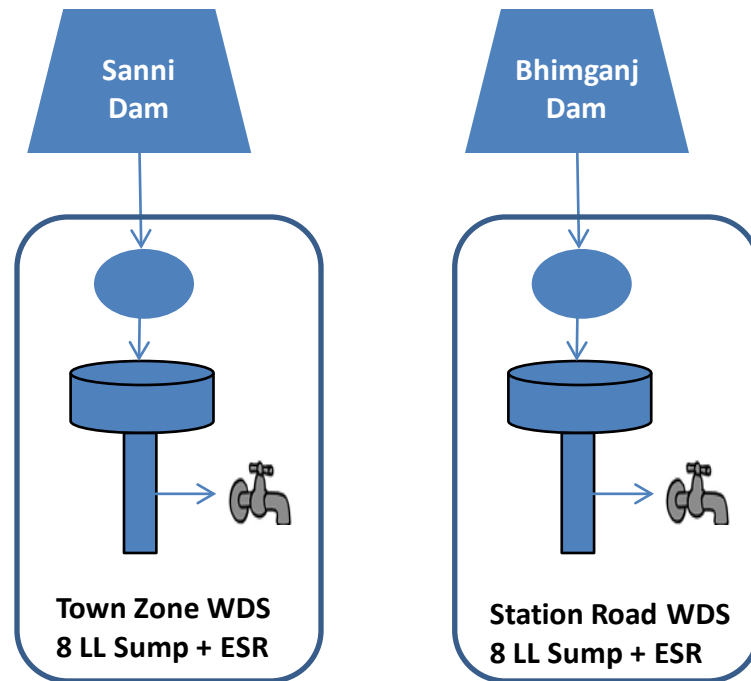 Sanni
Dam
Bhimganj
Dam
Town Zone WDS
8 LL Sump + ESR
Station Road WDS
8 LL Sump + ESR